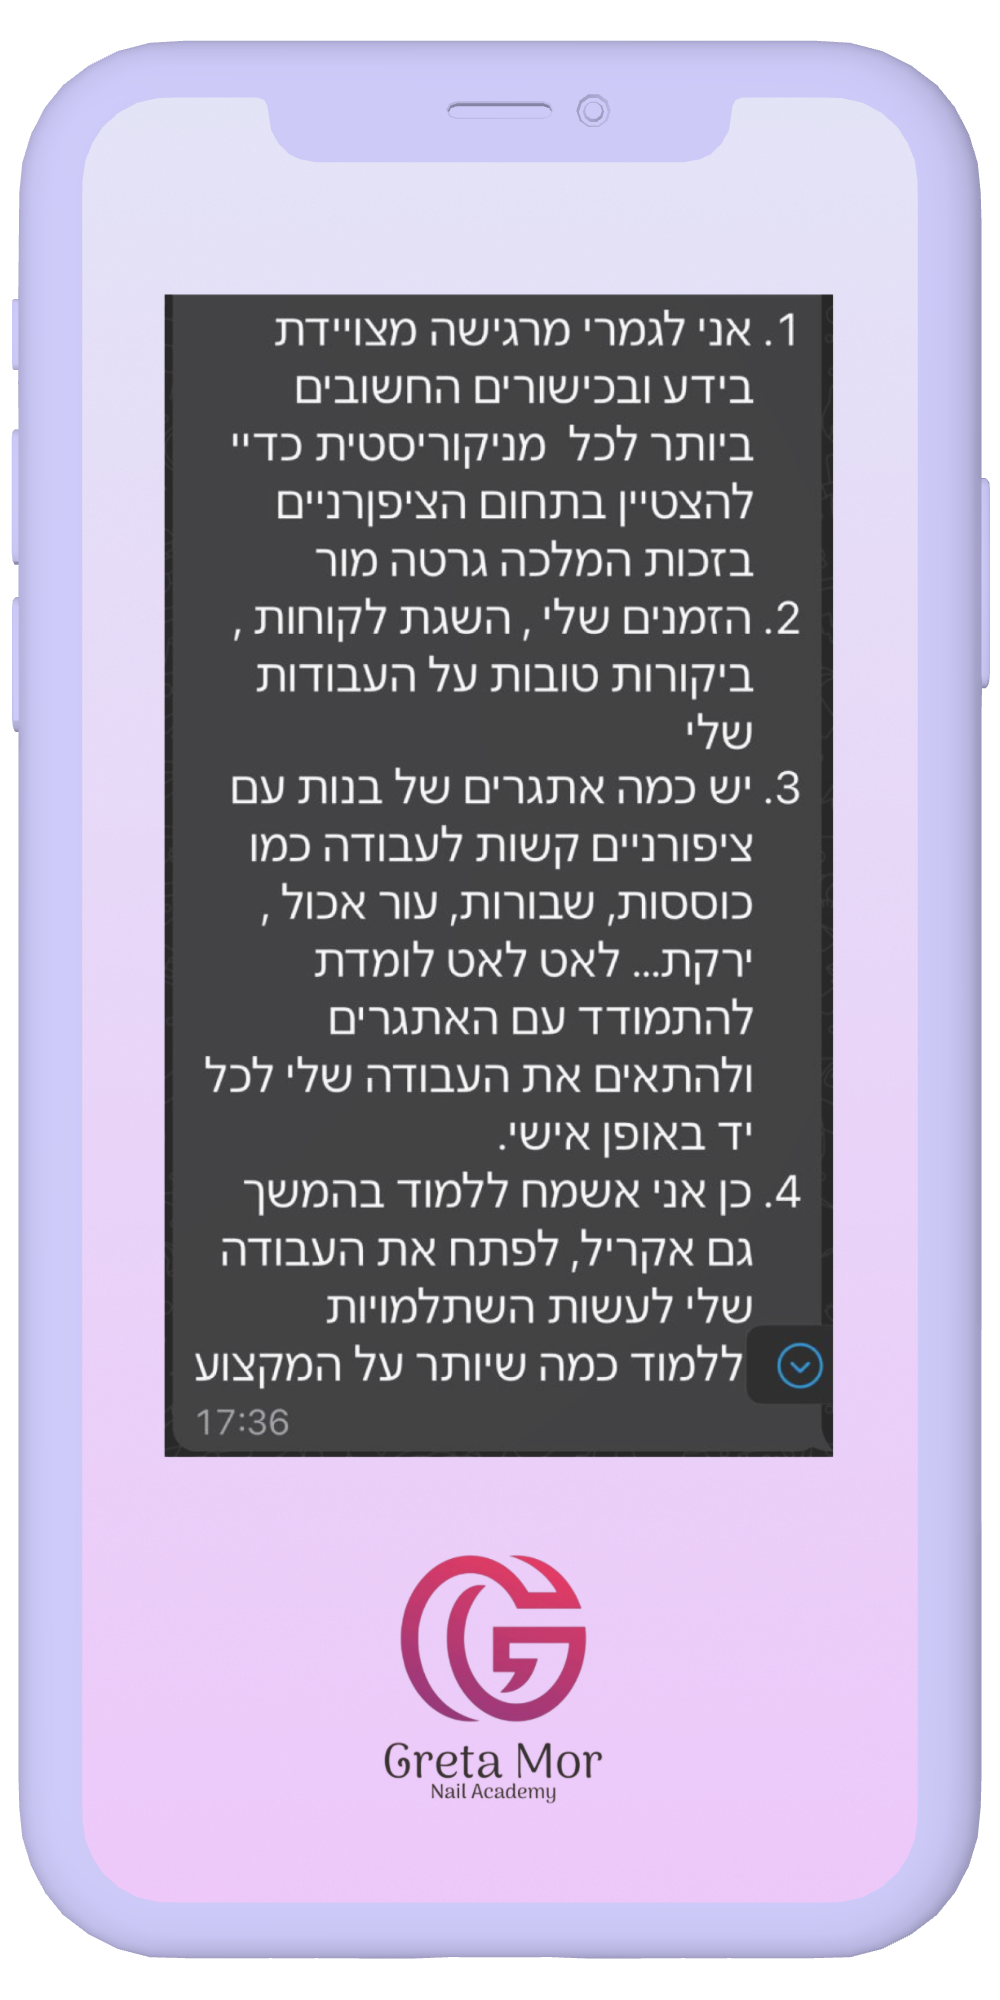 1. אני לגמרי מרגישה מצויידת
בידע ובכישורים החשובים
ביותר לכל  מניקוריסטית כדיי
להצטיין בתחום הציפןרניים
בזכות המלכה גרטה מור
2. הזמנים שלי , השגת לקוחות ,
ביקורות טובות על העבודות
שלי
3. יש כמה אתגרים של בנות עם
ציפורניים קשות לעבודה כמו
כוססות, שבורות, עור אכול ,
ירקת... לאט לאט לומדת
להתמודד עם האתגרים
ולהתאים את העבודה שלי לכל
יד באופן אישי.
4. כן אני אשמח ללמוד בהמשך
גם אקריל, לפתח את העבודה
שלי לעשות השתלמויות
ללמוד כמה שיותר על המקצוע
17:36
Greta Mor
Nail Academy